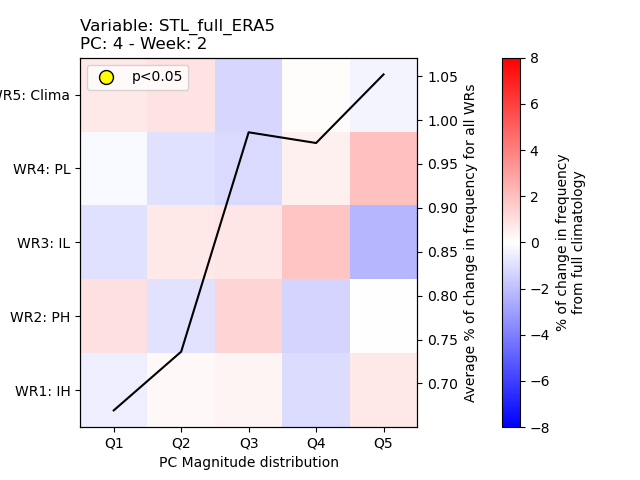 Variable: STL_full_ERA5
PC: 4 - Week: 2
p<0.05
WR5: Clima
WR4: PL
WR3: IL
WR2: PH
WR1: IH
Q1 Q2 Q3 Q4 Q5
PC Magnitude distribution
1.05
1.00
0.95
0.90
0.85
0.80
0.75
0.70
Average % of change in frequency for all WRs
8
6
4
2
0
−2
−4
−6
−8
% of change in frequency
from full climatology